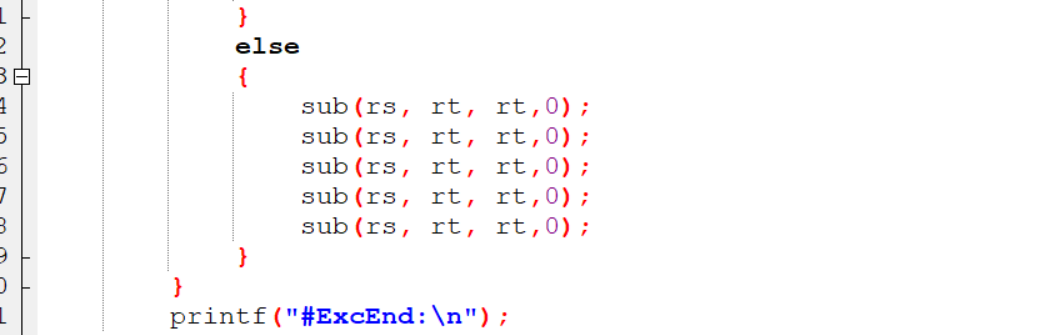 1 }
2 else
3 {
4 sub(rs, rt, rt,0);
5 sub(rs, rt, rt,0);
6 sub(rs, rt, rt,0);
7 sub(rs, rt, rt,0);
8 sub(rs, rt, rt,0);
9 }
0 }
1 printf("#ExcEnd:\n");